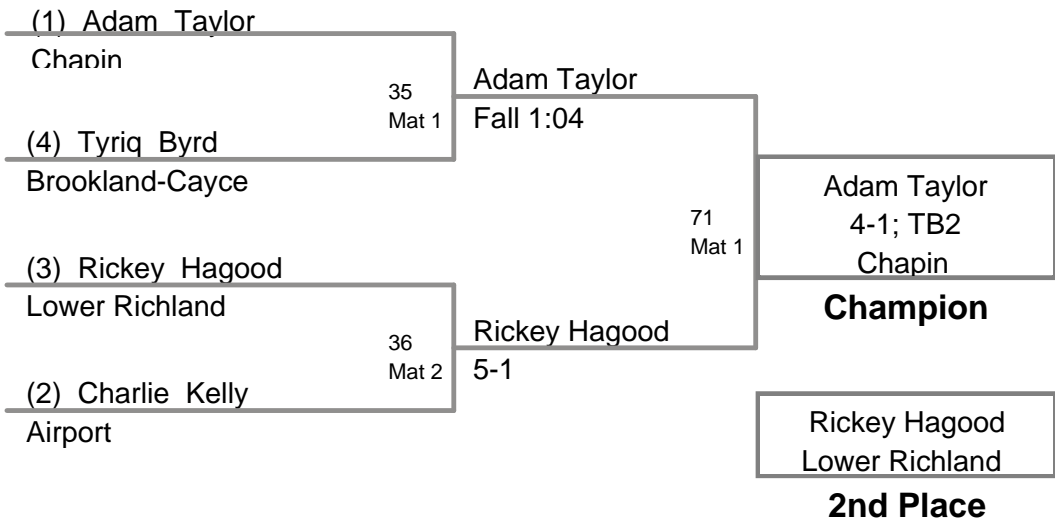 (1) Adam Taylor
Chapin
35
Mat 1
Adam Taylor
Fall 1:04
(4) Tyriq Byrd
Brookland-Cayce
71
Mat 1
Adam Taylor
4-1; TB2
Chapin
Champion
(3) Rickey Hagood
Lower Richland
36
Mat 2
Rickey Hagood
5-1
(2) Charlie Kelly
Airport
Rickey Hagood
Lower Richland
2nd Place